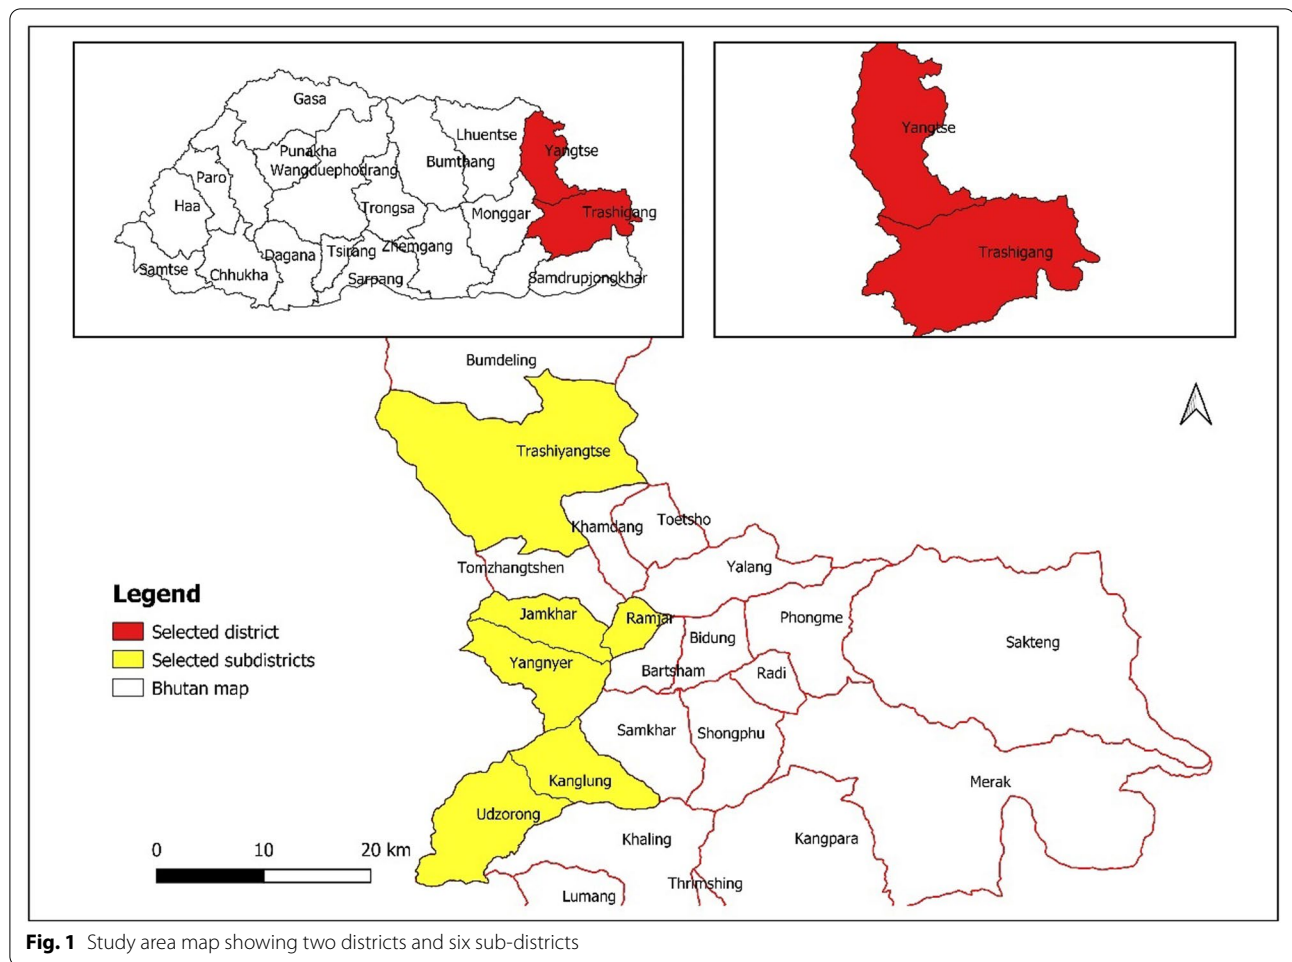 Gasa
Lhuentse
Punakha
Bumthang
Yangtse
Wangduephodrang
Paro
Haa
Trongsa
Monggar
Trashigang
Zhemgang
Tsirang
Dagana
Samtse
Chhukha
Sarpang
Samdrupjongkhar
Yangtse
Trashigang
Bumdeling
Trashiyangtse
Khamdang
Toetsho
Tomzhangtshen
Yalang
Jamkhar
Ramjar
Phongme
Bidung
Sakteng
Yangnyer
Bartsham
Radi
Samkhar
Shongphu
Kanglung
Merak
Udzorong
Khaling
Kangpara
Thrimshing
Lumang
Legend
Selected district
Selected subdistricts
Bhutan map
0 10 20 km
Fig. 1 Study area map showing two districts and six sub-districts